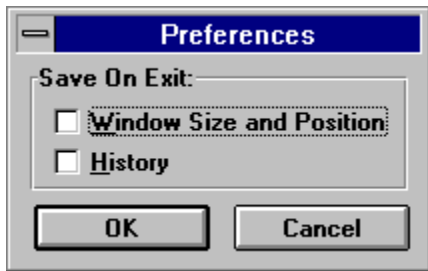 Preferences
Save On Exit:
Window Size and Position
History
OK Cancel